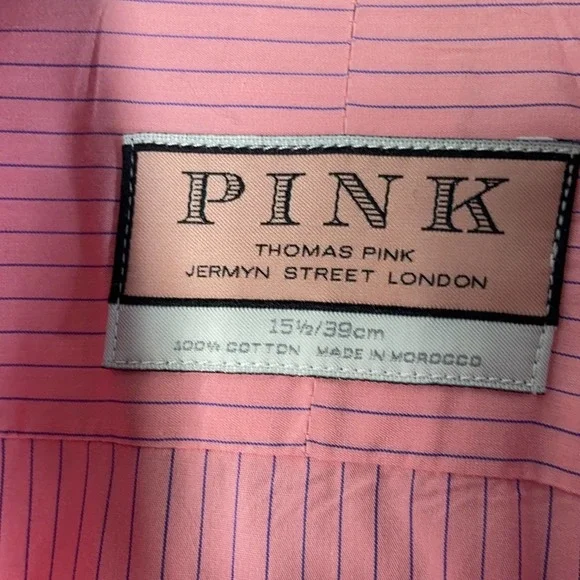 PINK
THOMAS PINK
JERMYN STREET LONDON
15½/39cm
100% COTTON MADE IN MOROCCO